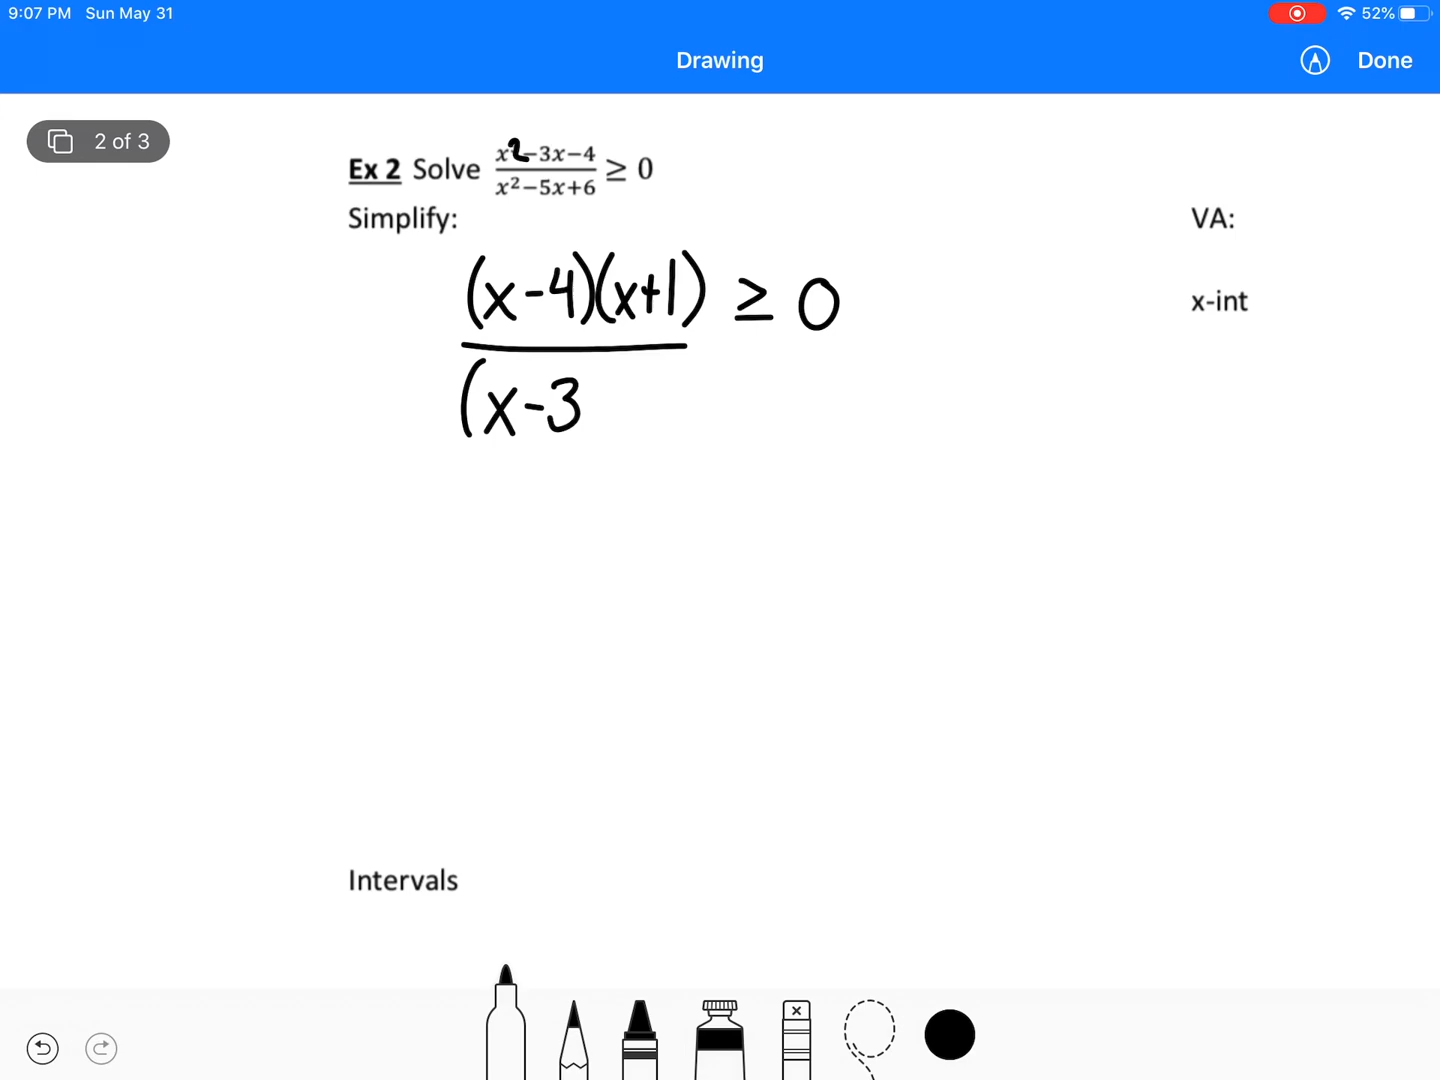 9:07 PM Sun May 31
52%
Drawing
Done
2 of 3
Ex 2 Solve (x²−3x−4)/(x²−5x+6) ≥ 0
Simplify:
VA:
(x-4)(x+1) ≥ 0
x-int
(x-3
Intervals